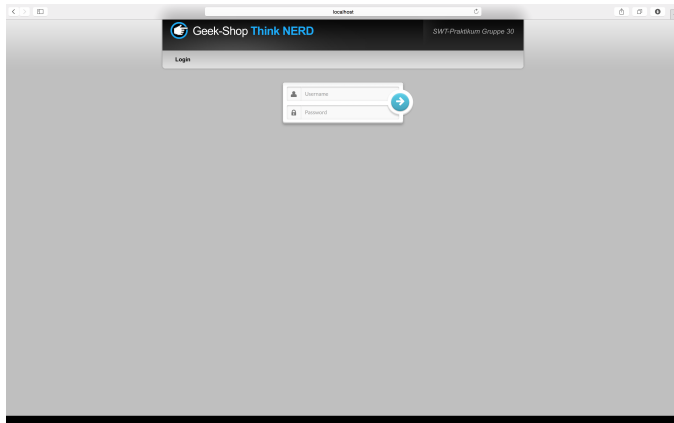 localhost
Geek-Shop Think NERD
SWT-Praktikum Gruppe 30
Login
Username
Password